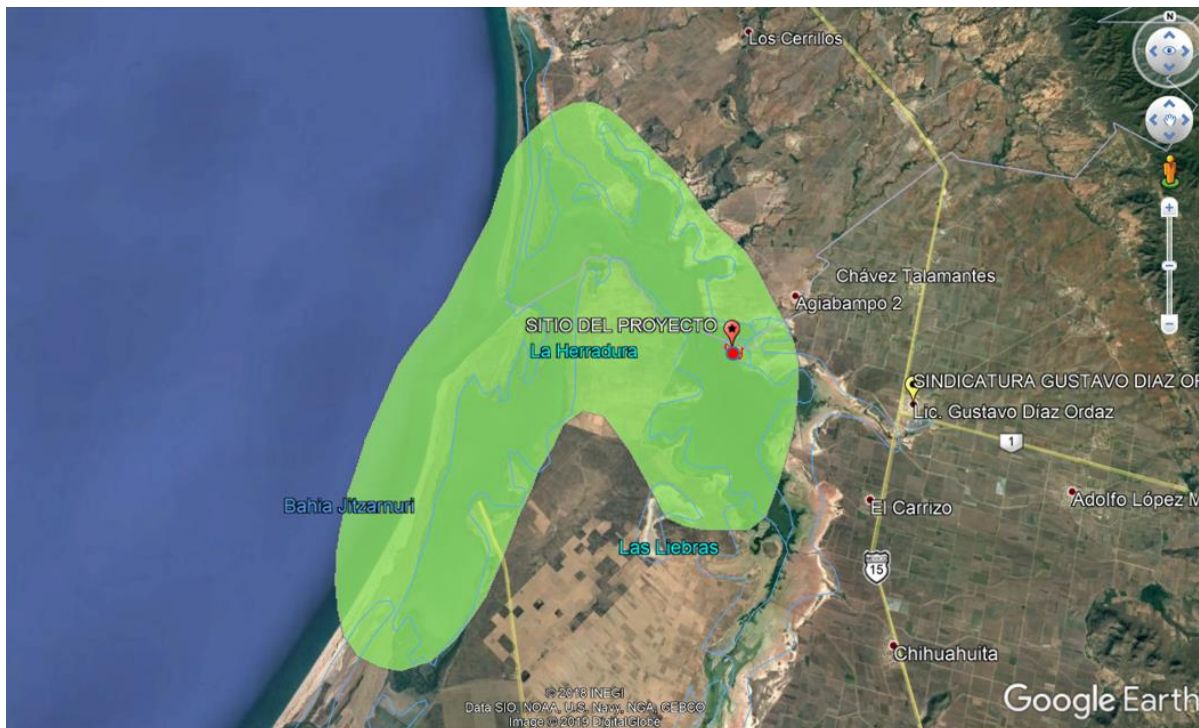 N
Los Cerrillos
Chávez Talamantes
Agiabampo 2
SITIO DEL PROYECTO
La Herradura
SINDICATURA GUSTAVO DIAZ OR
Lic. Gustavo Díaz Ordaz
1
Bahia Jitzamuri
El Carrizo
Adolfo López M
Las Liebras
MEXICO
15
Chihuahuita
© 2018 INEGI
Data SIO, NOAA, U.S. Navy, NGA, GEBCO
Image © 2019 DigitalGlobe
Google Earth